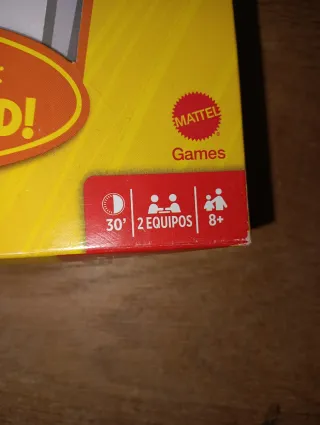 D!
MATTEL
Games
30' 2 EQUIPOS 8+